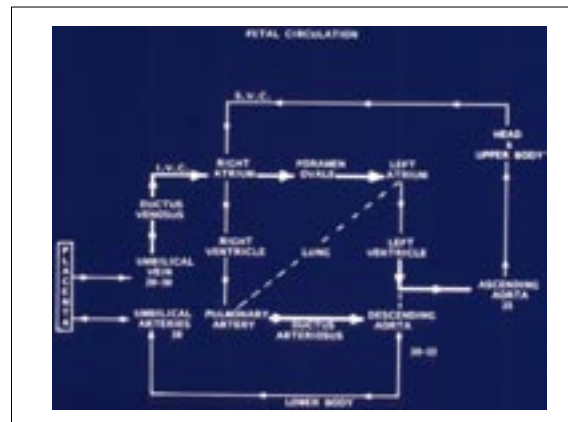 FETAL CIRCULATION
S.V.C.
HEAD
&
UPPER BODY
I.V.C.
RIGHT
ATRIUM
FORAMEN
OVALE
LEFT
ATRIUM
DUCTUS
VENOSUS
RIGHT
VENTRICLE
LUNG
LEFT
VENTRICLE
PLACENTA
UMBILICAL
VEIN
ASCENDING
AORTA
UMBILICAL
ARTERIES
PULMONARY
ARTERY
DUCTUS
ARTERIOSUS
DESCENDING
AORTA
LOWER BODY